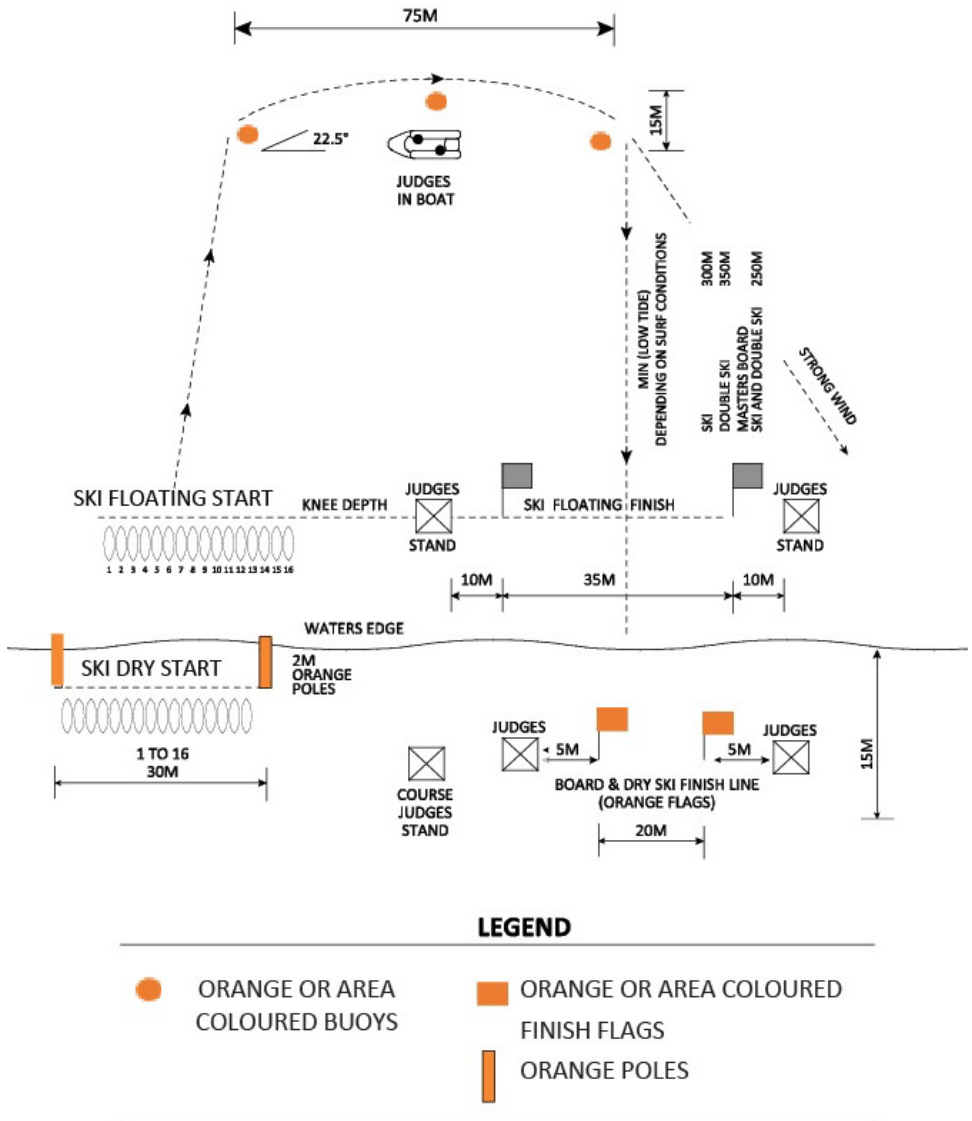 75M
15M
22.5°
JUDGES
IN BOAT
MIN (LOW TIDE)
DEPENDING ON SURF CONDITIONS
SKI 300M
DOUBLE SKI 350M
MASTERS BOARD
SKI AND DOUBLE SKI 250M
STRONG WIND
SKI FLOATING START
KNEE DEPTH
JUDGES
STAND
SKI FLOATING FINISH
JUDGES
STAND
1 2 3 4 5 6 7 8 9 10 11 12 13 14 15 16
10M
35M
10M
WATERS EDGE
SKI DRY START
2M
ORANGE
POLES
1 TO 16
30M
JUDGES
5M
5M
JUDGES
15M
COURSE
JUDGES
STAND
BOARD & DRY SKI FINISH LINE
(ORANGE FLAGS)
20M
LEGEND
ORANGE OR AREA
COLOURED BUOYS
ORANGE OR AREA COLOURED
FINISH FLAGS
ORANGE POLES